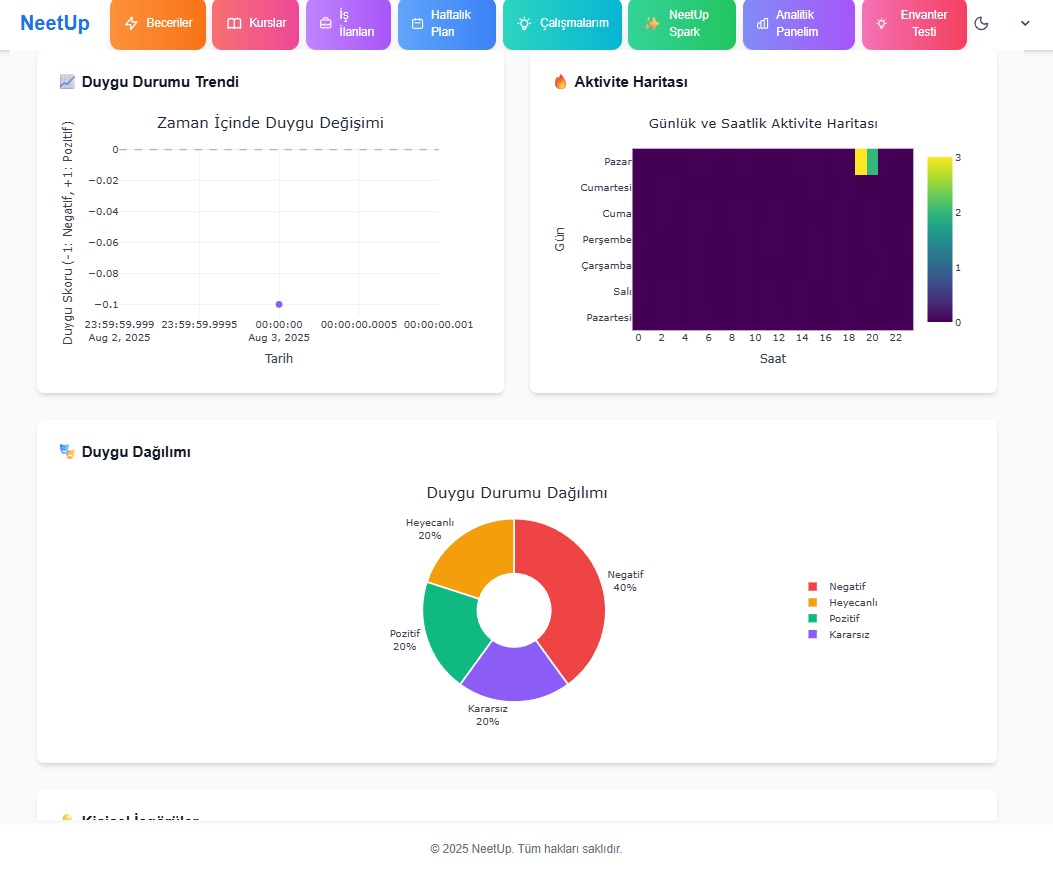 NeetUp
Beceriler
Kurslar
İş
İlanları
Haftalık
Plan
Çalışmalarım
NeetUp
Spark
Analitik
Panelim
Envanter
Testi
Duygu Durumu Trendi
Zaman İçinde Duygu Değişimi
Duygu Skoru (-1: Negatif, +1: Pozitif)
0
−0.02
−0.04
−0.06
−0.08
−0.1
23:59:59.999 23:59:59.9995 00:00:00 00:00:00.0005 00:00:00.001
Aug 2, 2025 Aug 3, 2025
Tarih
Aktivite Haritası
Günlük ve Saatlik Aktivite Haritası
Gün
Pazar
Cumartesi
Cuma
Perşembe
Çarşamba
Salı
Pazartesi
0 2 4 6 8 10 12 14 16 18 20 22
Saat
3
2
1
0
Duygu Dağılımı
Duygu Durumu Dağılımı
Heyecanlı
20%
Negatif
40%
Pozitif
20%
Kararsız
20%
Negatif
Heyecanlı
Pozitif
Kararsız
Kişisel İçgörüler
© 2025 NeetUp. Tüm hakları saklıdır.